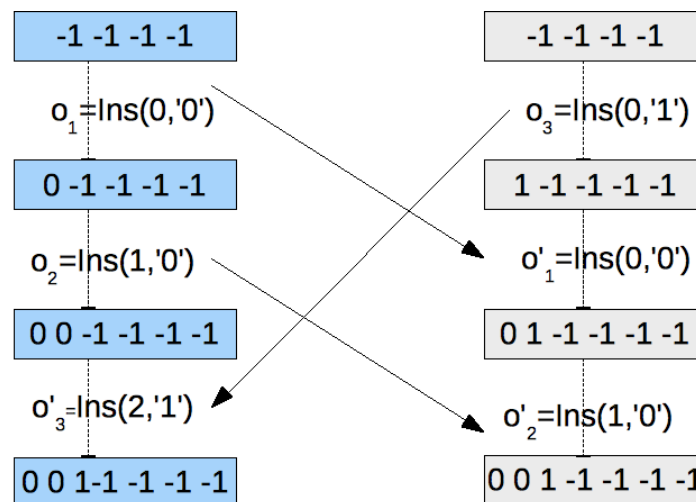 -1 -1 -1 -1
o1=Ins(0,'0')
0 -1 -1 -1 -1
o2=Ins(1,'0')
0 0 -1 -1 -1 -1
o'3=Ins(2,'1')
0 0 1-1 -1 -1 -1
-1 -1 -1 -1
o3=Ins(0,'1')
1 -1 -1 -1 -1
o'1=Ins(0,'0')
0 1 -1 -1 -1 -1
o'2=Ins(1,'0')
0 0 1 -1 -1 -1 -1